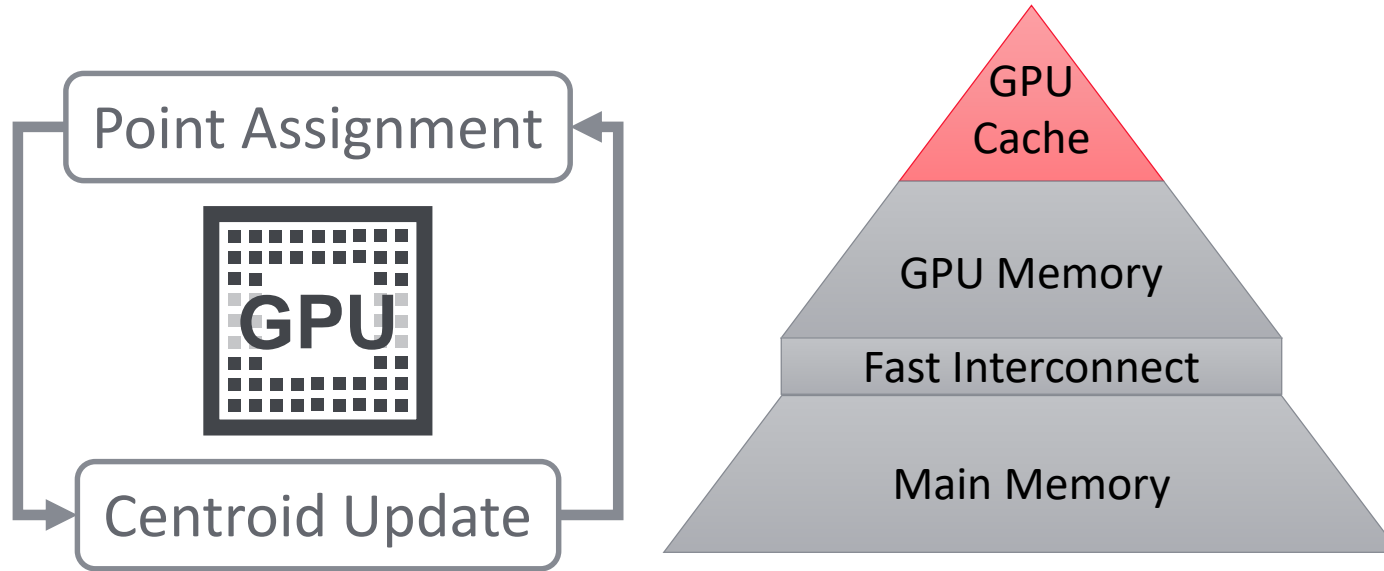 Point Assignment
GPU
Centroid Update
GPU
Cache
GPU Memory
Fast Interconnect
Main Memory